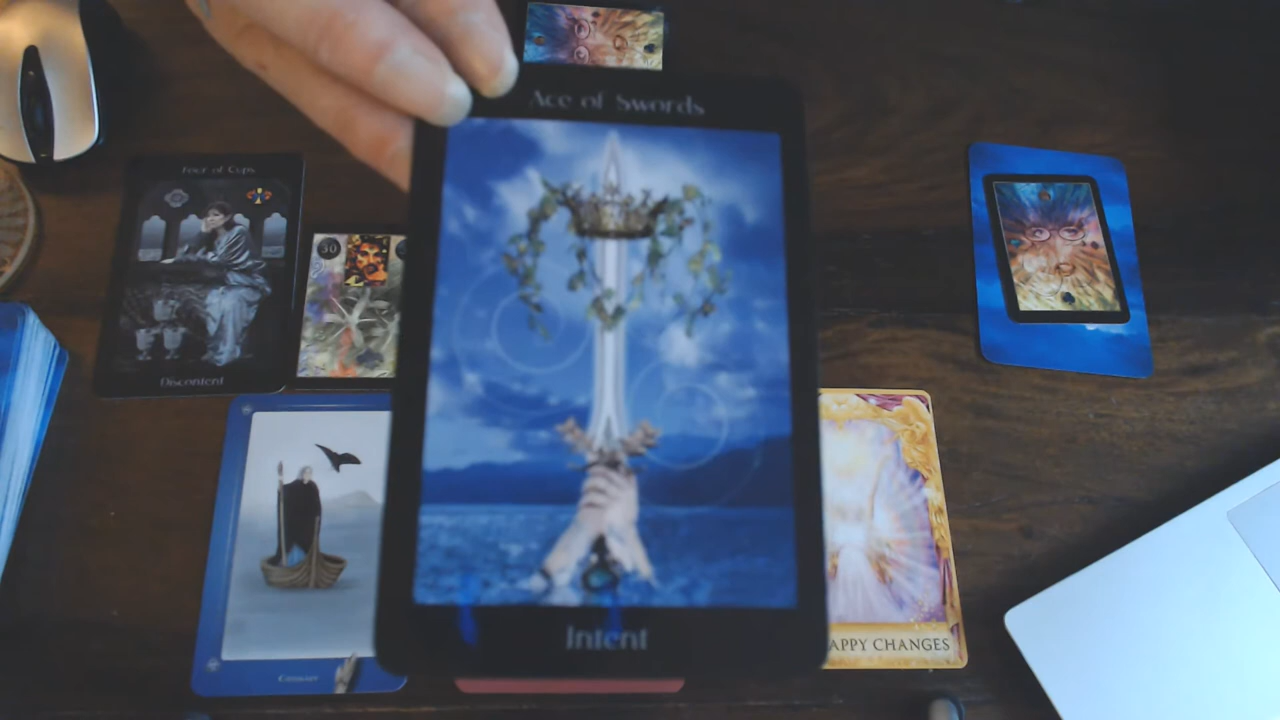 Ace of Swords
Four of Cups
30
Discontent
Intent
APPY CHANGES